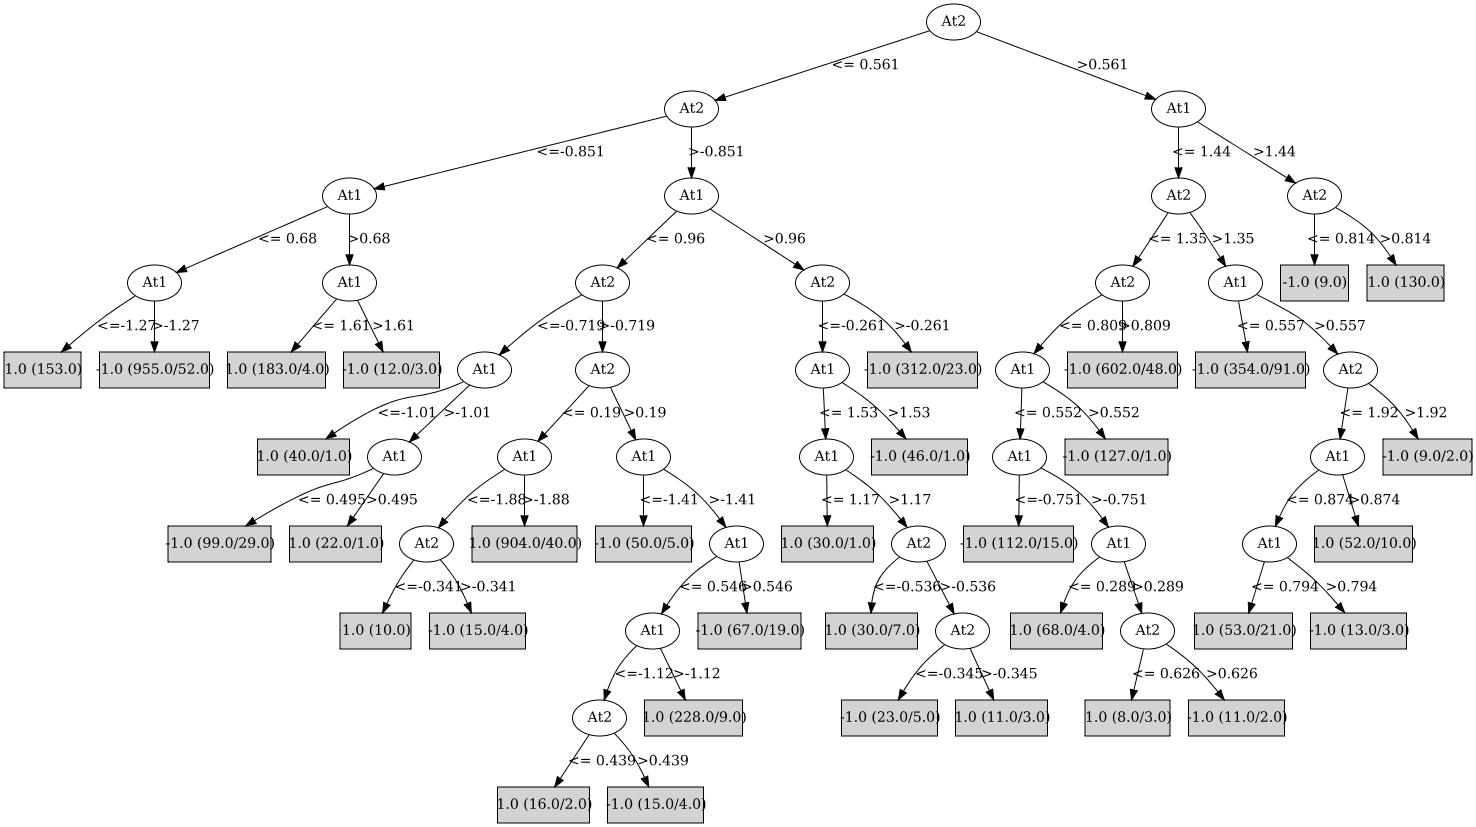 At2
<= 0.561 >0.561
At2 At1
<=-0.851 >-0.851 <= 1.44 >1.44
At1 At1 At2 At2
<= 0.68 >0.68 <= 0.96 >0.96 <= 1.35 >1.35 <= 0.814 >0.814
At1 At1 At2 At2 At2 At1 -1.0 (9.0) 1.0 (130.0)
<=-1.27 >-1.27 <= 1.61 >1.61 <=-0.719 >-0.719 <=-0.261 >-0.261 <= 0.809 >0.809 <= 0.557 >0.557
1.0 (153.0) -1.0 (955.0/52.0) 1.0 (183.0/4.0) -1.0 (12.0/3.0) At1 At2 At1 -1.0 (312.0/23.0) At1 -1.0 (602.0/48.0) -1.0 (354.0/91.0) At2
<=-1.01 >-1.01 <= 0.19 >0.19 <= 1.53 >1.53 <= 0.552 >0.552 <= 1.92 >1.92
1.0 (40.0/1.0) At1 At1 At1 At1 -1.0 (46.0/1.0) At1 -1.0 (127.0/1.0) At1 -1.0 (9.0/2.0)
<= 0.495 >0.495 <=-1.88 >-1.88 <=-1.41 >-1.41 <= 1.17 >1.17 <=-0.751 >-0.751 <= 0.874 >0.874
-1.0 (99.0/29.0) 1.0 (22.0/1.0) At2 1.0 (904.0/40.0) -1.0 (50.0/5.0) At1 1.0 (30.0/1.0) At2 -1.0 (112.0/15.0) At1 At1 1.0 (52.0/10.0)
<=-0.341 >-0.341 <= 0.546 >0.546 <=-0.536 >-0.536 <= 0.289 >0.289 <= 0.794 >0.794
1.0 (10.0) -1.0 (15.0/4.0) At1 -1.0 (67.0/19.0) 1.0 (30.0/7.0) At2 1.0 (68.0/4.0) At2 1.0 (53.0/21.0) -1.0 (13.0/3.0)
<=-1.12 >-1.12 <=-0.345 >-0.345 <= 0.626 >0.626
At2 1.0 (228.0/9.0) -1.0 (23.0/5.0) 1.0 (11.0/3.0) 1.0 (8.0/3.0) -1.0 (11.0/2.0)
<= 0.439 >0.439
1.0 (16.0/2.0) -1.0 (15.0/4.0)